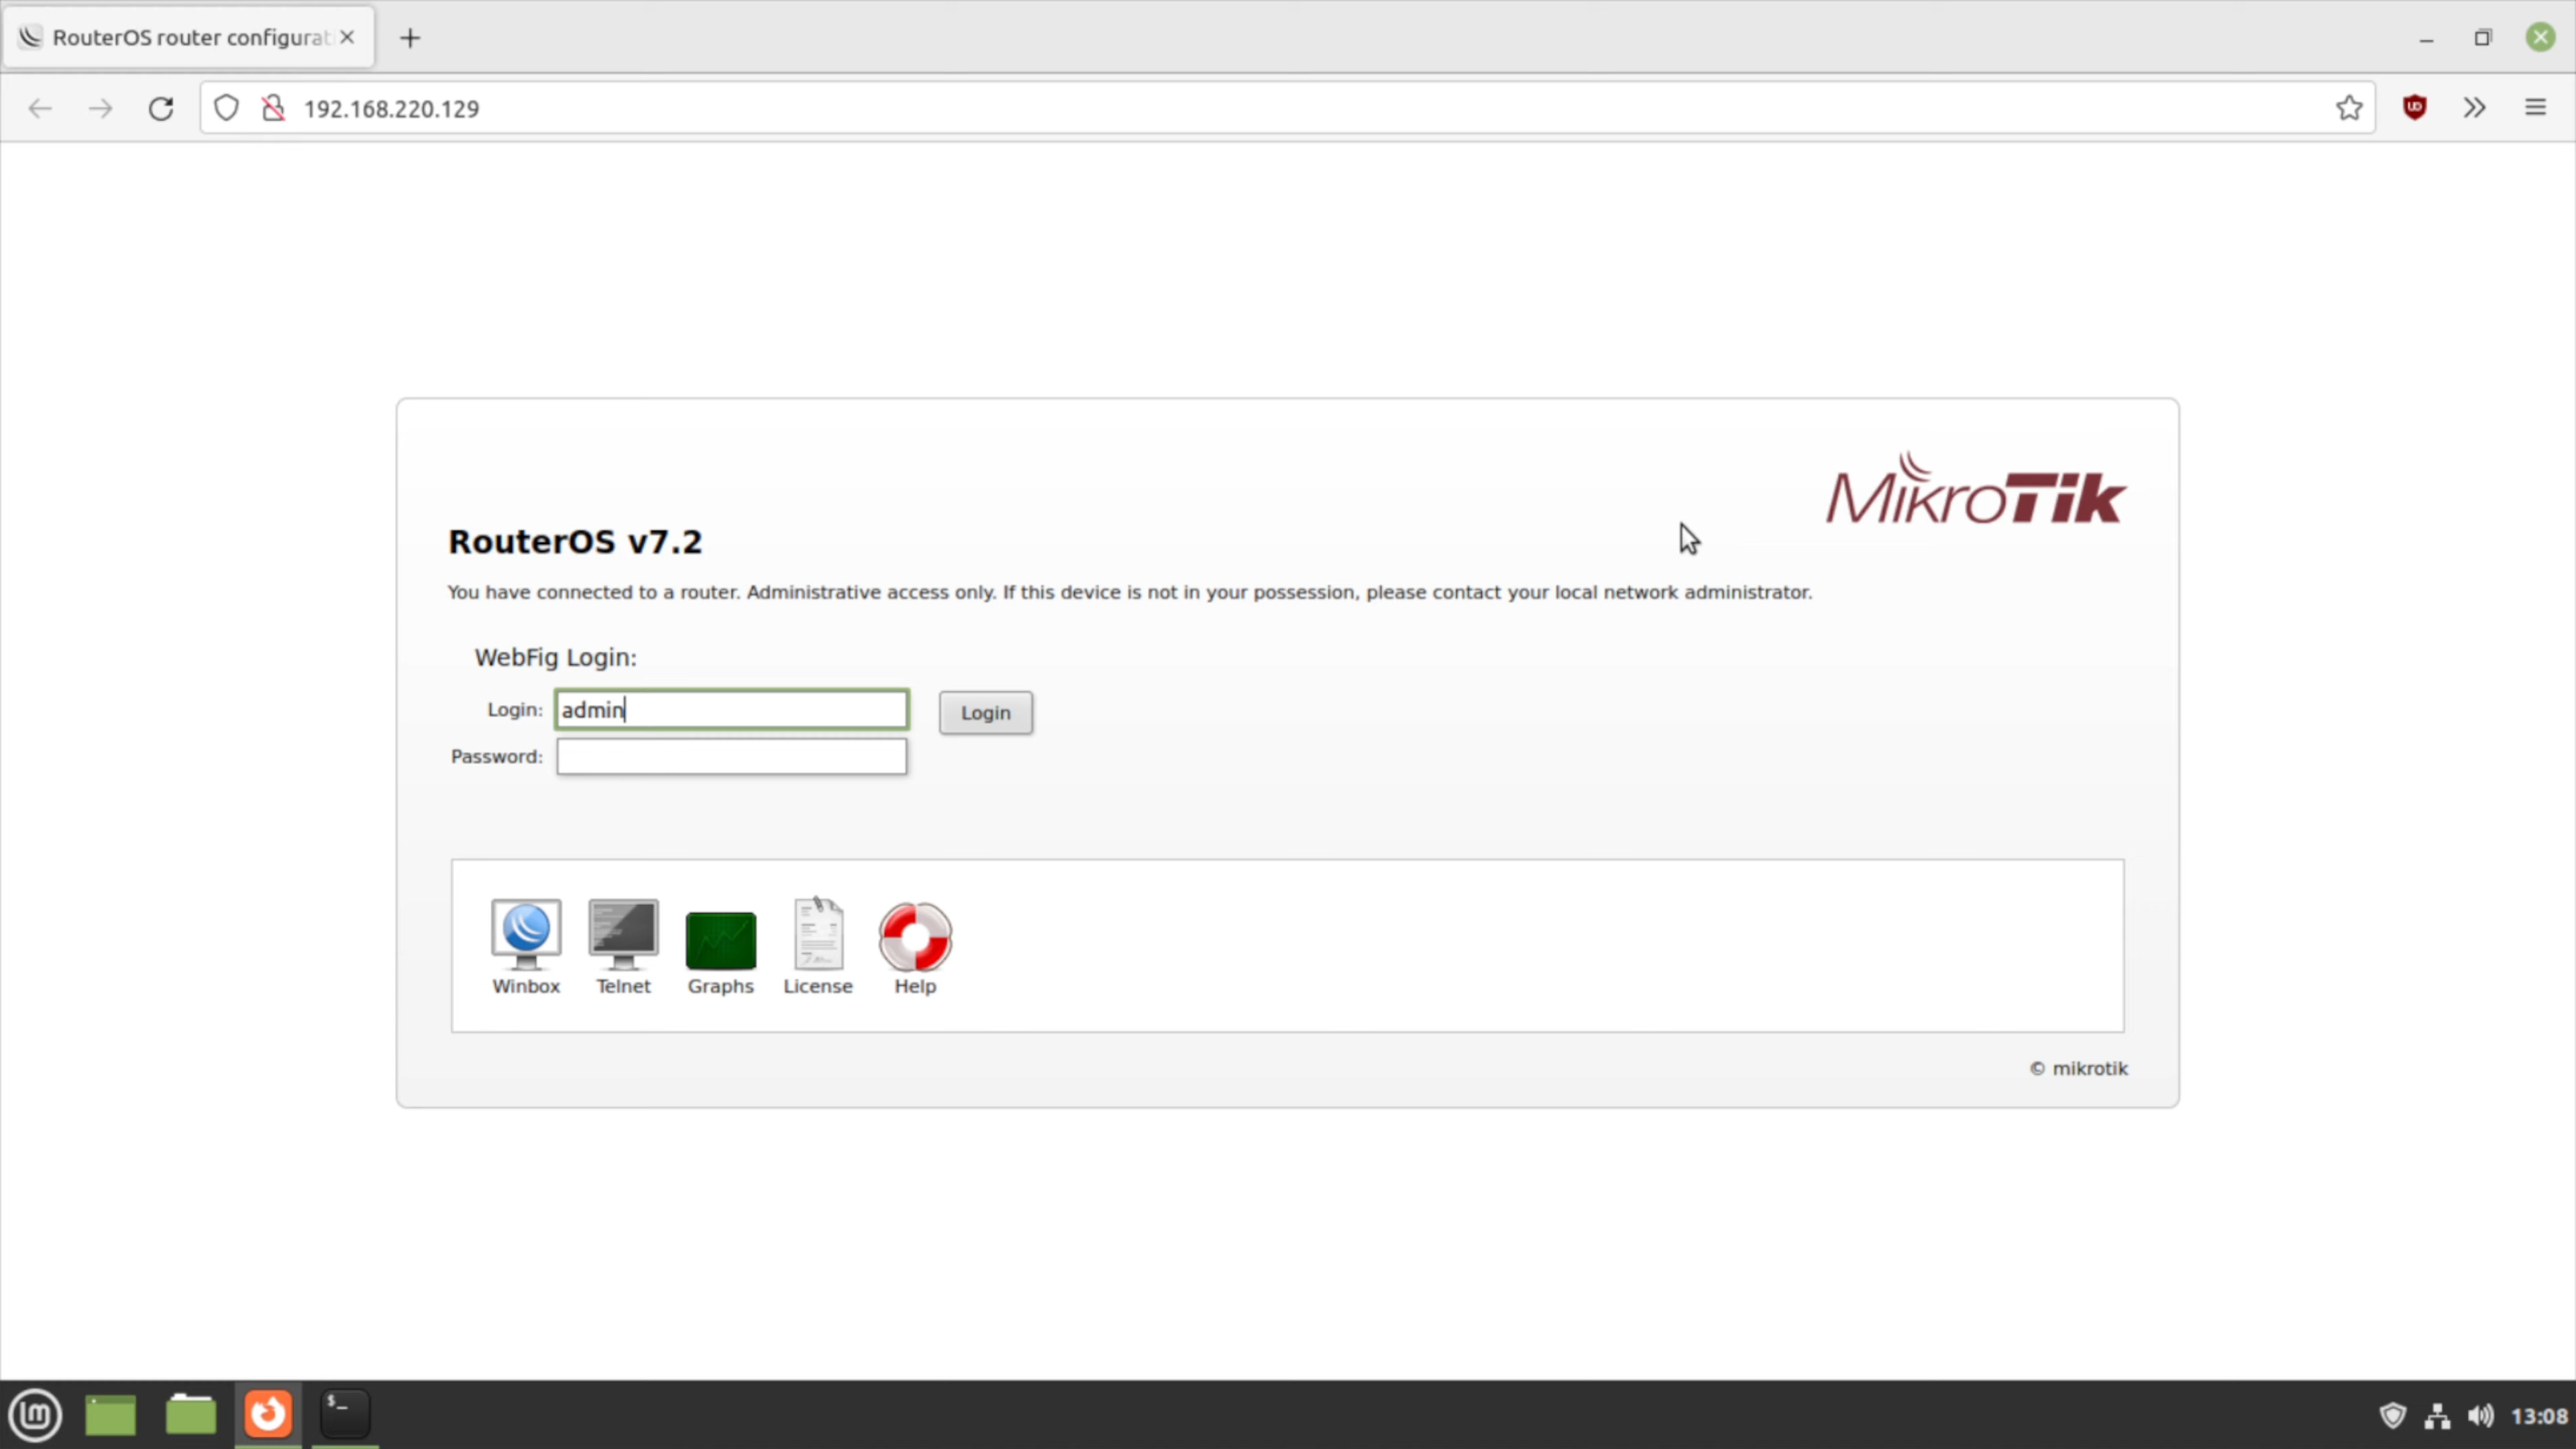 RouterOS router configurat
192.168.220.129
MikroTik
RouterOS v7.2
You have connected to a router. Administrative access only. If this device is not in your possession, please contact your local network administrator.
WebFig Login:
Login: admin Login
Password:
Winbox Telnet Graphs License Help
© mikrotik
13:08